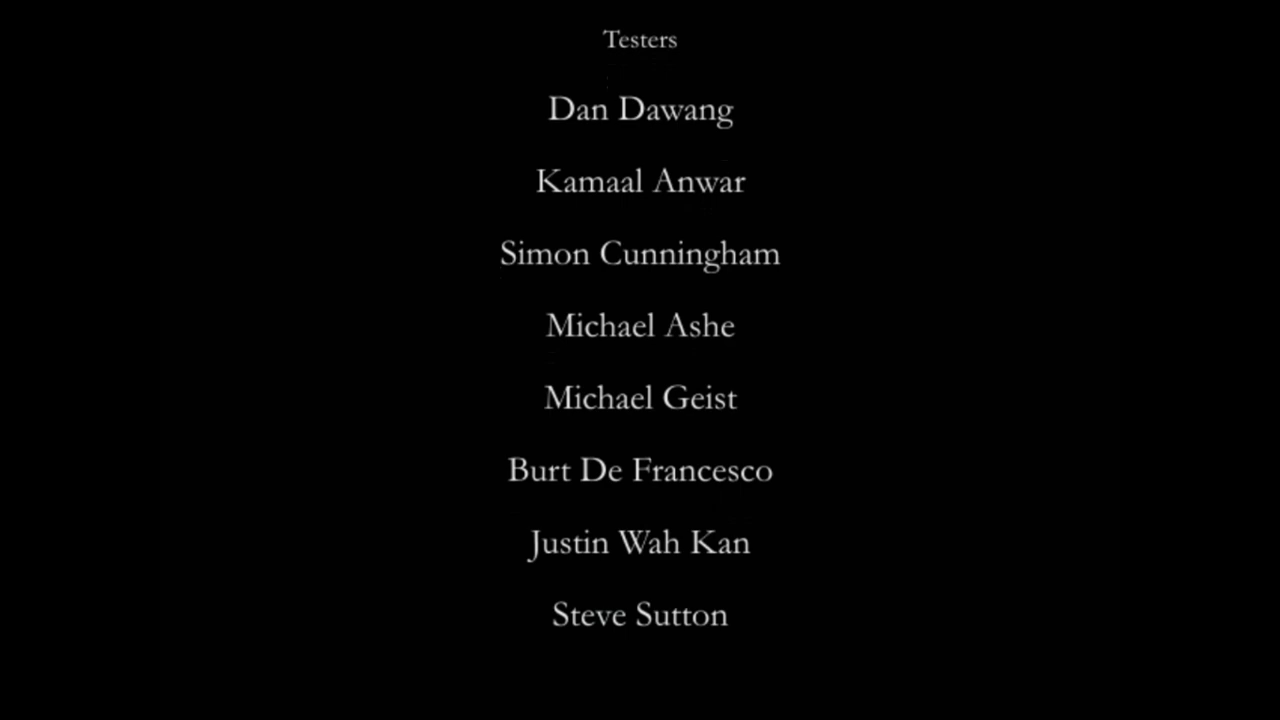 Testers
Dan Dawang
Kamaal Anwar
Simon Cunningham
Michael Ashe
Michael Geist
Burt De Francesco
Justin Wah Kan
Steve Sutton